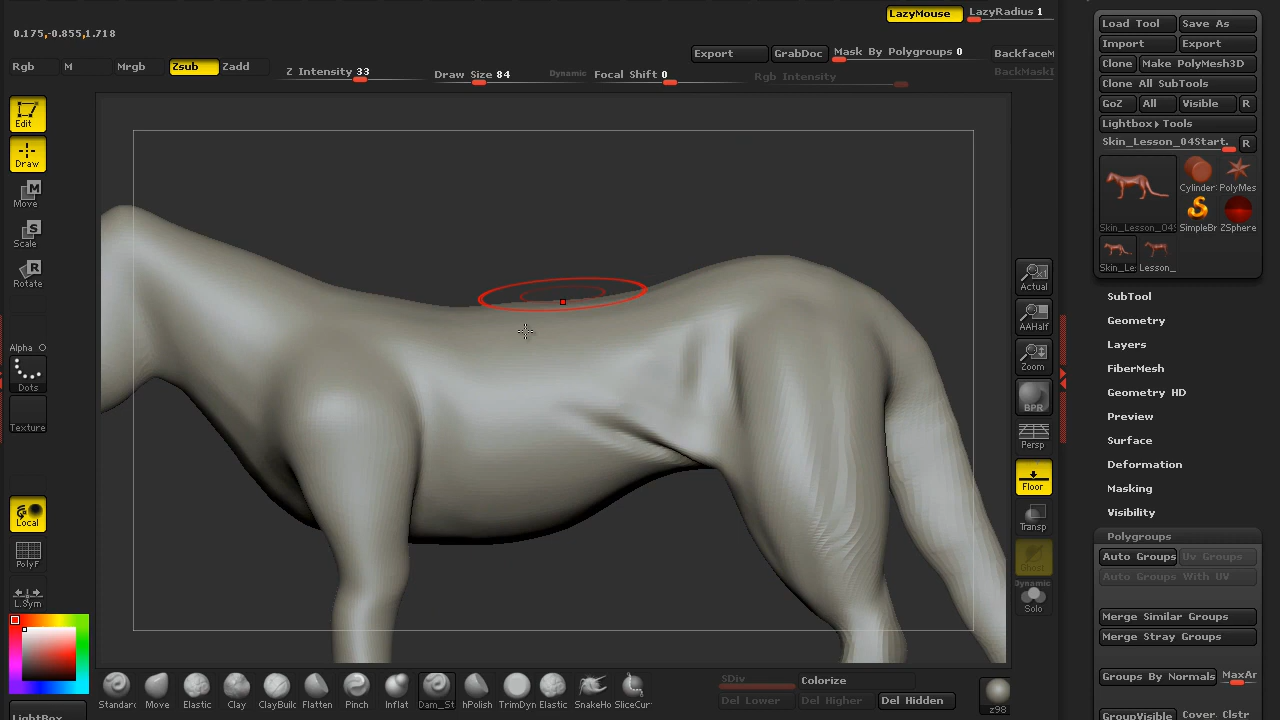 LazyMouse LazyRadius 1
0.175,-0.855,1.718
Rgb M Mrgb Zsub Zadd
Z Intensity 33
Draw Size 84
Dynamic
Focal Shift 0
Export GrabDoc Mask By Polygroups 0 BackfaceM
Rgb Intensity
BackMaskI
Edit
Draw
Move
Scale
Rotate
Alpha
Dots
Texture
Local
PolyF
L.Sym
LightBox
Actual
AAHalf
Zoom
BPR
Persp
Floor
Transp
Ghost
Dynamic
Solo
Load Tool Save As
Import Export
Clone Make PolyMesh3D
Clone All SubTools
GoZ All Visible R
Lightbox▸Tools
Skin_Lesson_04Start. R
Cylinder PolyMes
Skin_Lesson_04S SimpleBr ZSphere
Skin_Le: Lesson_
SubTool
Geometry
Layers
FiberMesh
Geometry HD
Preview
Surface
Deformation
Masking
Visibility
Polygroups
Auto Groups Uv Groups
Auto Groups With UV
Merge Similar Groups
Merge Stray Groups
Groups By Normals MaxAr
GroupVisible Cover Clstr
Standar Move Elastic Gap ClayBuil Flatten Pinch Inflat Dam_St hPolish TrimDyn Elastic SnakeHo SliceCur
SDiv
Colorize
Del Lower Del Higher Del Hidden
z98